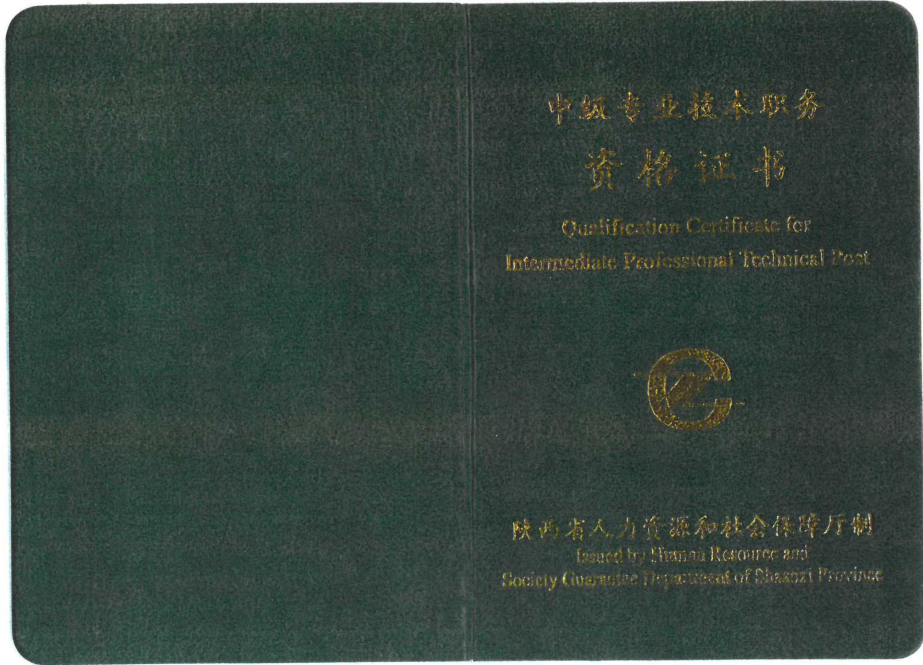 中级专业技术职务
资格证书
Qualification Certificate for
Intermediate Professional Technical Post
陕西省人力资源和社会保障厅制
Issued by Human Resource and
Society Guarantee Department of Shaanxi Province